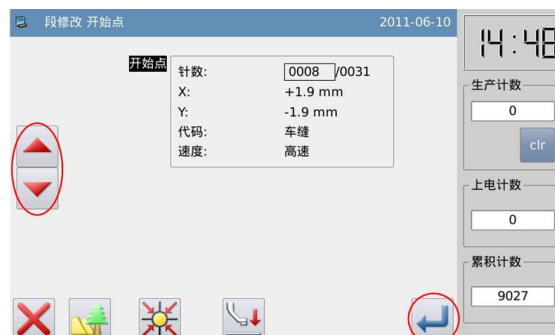 段修改 开始点 2011-06-10
14:48
开始点
针数: 0008 /0031
X: +1.9 mm
Y: -1.9 mm
代码: 车缝
速度: 高速
生产计数
0
clr
上电计数
0
累积计数
9027